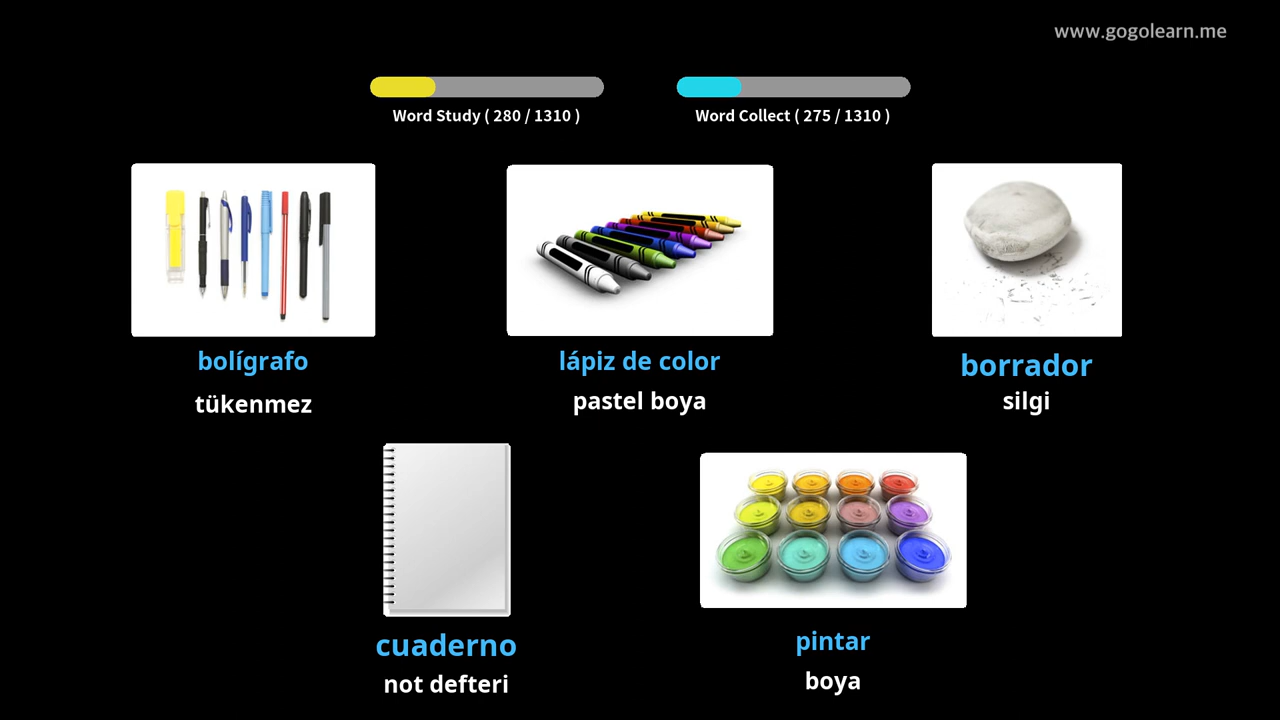 www.gogolearn.me
Word Study ( 280 / 1310 )
Word Collect ( 275 / 1310 )
bolígrafo
tükenmez
lápiz de color
pastel boya
borrador
silgi
cuaderno
not defteri
pintar
boya